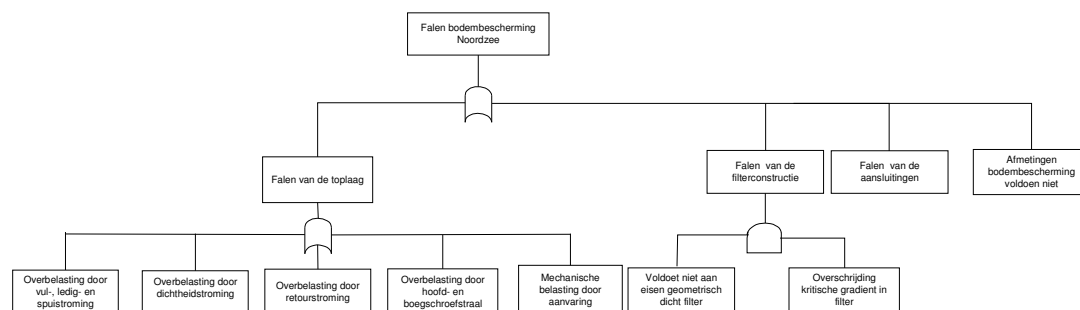 Falen bodembescherming
Noordzee
Falen van de toplaag
Falen van de
filterconstructie
Falen van de
aansluitingen
Afmetingen
bodembescherming
voldoen niet
Overbelasting door
vul-, ledig- en
spuistroming
Overbelasting door
dichtheidstroming
Overbelasting door
retourstroming
Overbelasting door
hoofd- en
boegschroefstraal
Mechanische
belasting door
aanvaring
Voldoet niet aan
eisen geometrisch
dicht filter
Overschrijding
kritische gradient in
filter